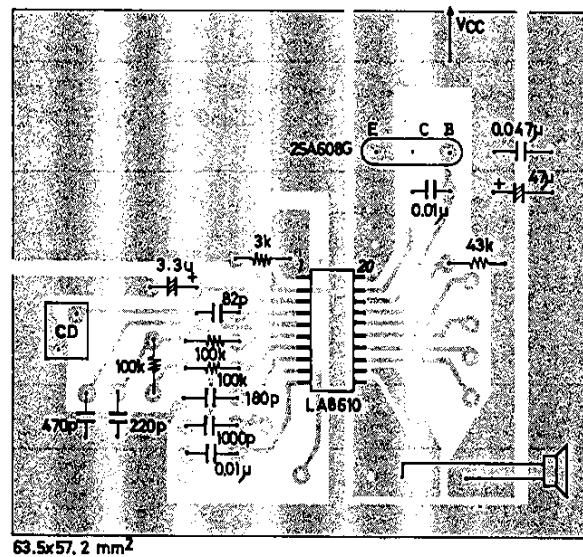 VCC
E C B
2SA608G
0.047μ
+
47μ
0.01μ
3k
43k
1
20
3.3μ
+
82p
CD
100k
100k
100k
180p
LA8610
470p
220p
1000p
0.01μ
63.5x57.2 mm2